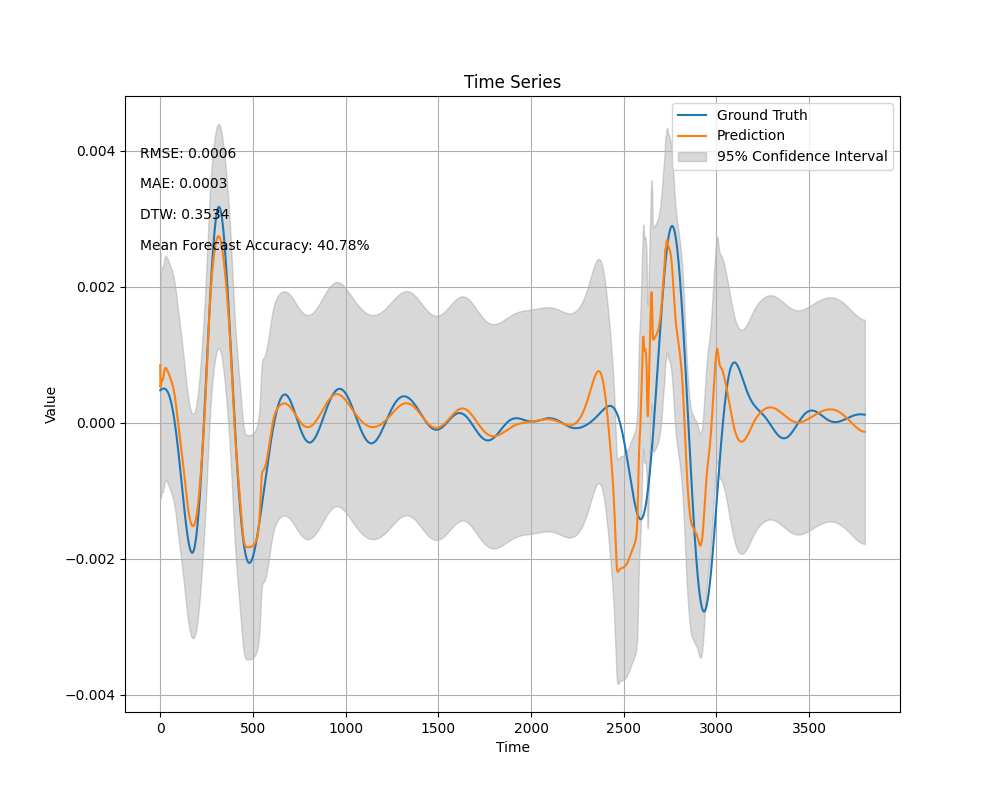 Time Series
Ground Truth
Prediction
95% Confidence Interval
RMSE: 0.0006
MAE: 0.0003
DTW: 0.3534
Mean Forecast Accuracy: 40.78%
0.004
0.002
0.000
−0.002
−0.004
Value
0 500 1000 1500 2000 2500 3000 3500
Time